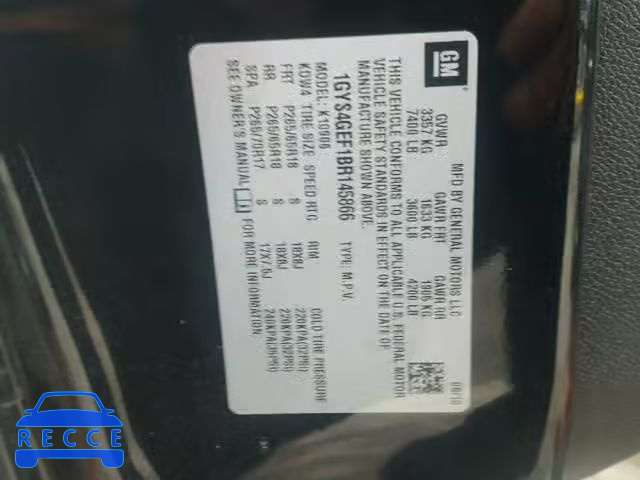 GM
MFD BY GENERAL MOTORS LLC
08/10
GVWR GAWR FRT GAWR RR
3357 KG 1633 KG 1905 KG
7400 LB 3600 LB 4200 LB
THIS VEHICLE CONFORMS TO ALL APPLICABLE U.S. FEDERAL MOTOR
VEHICLE SAFETY STANDARDS IN EFFECT ON THE DATE OF
MANUFACTURE SHOWN ABOVE.
1GYS4GEF1BR145866 TYPE: M.P.V.
MODEL: K10906
KDW4 TIRE SIZE SPEED RTG RIM COLD TIRE PRESSURE
FRT P265/65R18 S 18X8J 220KPA(32PSI)
RR P265/65R18 S 18X8J 220KPA(32PSI)
SPA P265/70R17 S 17X7.5J 240KPA(35PSI)
SEE OWNER'S MANUAL FOR MORE INFORMATION
RECCE